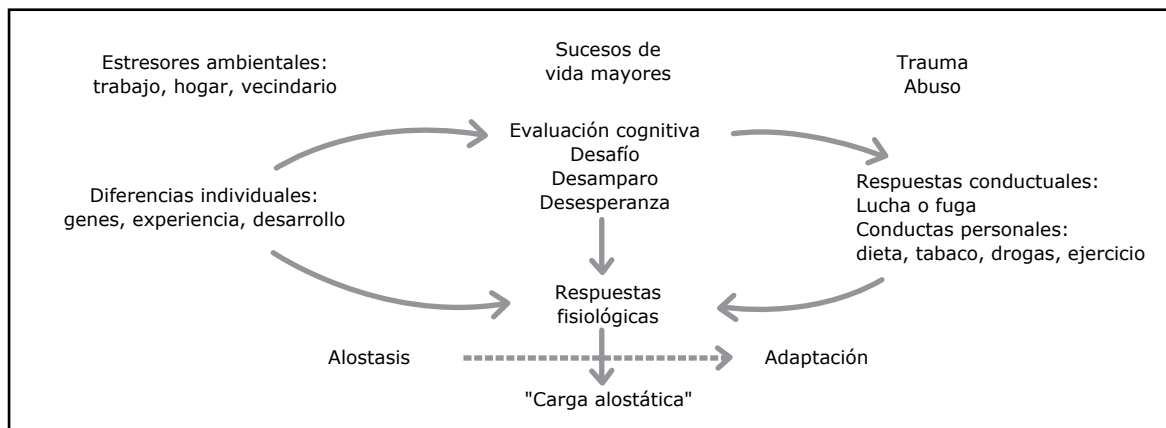 Estresores ambientales:
trabajo, hogar, vecindario
Sucesos de
vida mayores
Trauma
Abuso
Evaluación cognitiva
Desafío
Desamparo
Desesperanza
Diferencias individuales:
genes, experiencia, desarrollo
Respuestas conductuales:
Lucha o fuga
Conductas personales:
dieta, tabaco, drogas, ejercicio
Respuestas
fisiológicas
Alostasis
Adaptación
"Carga alostática"